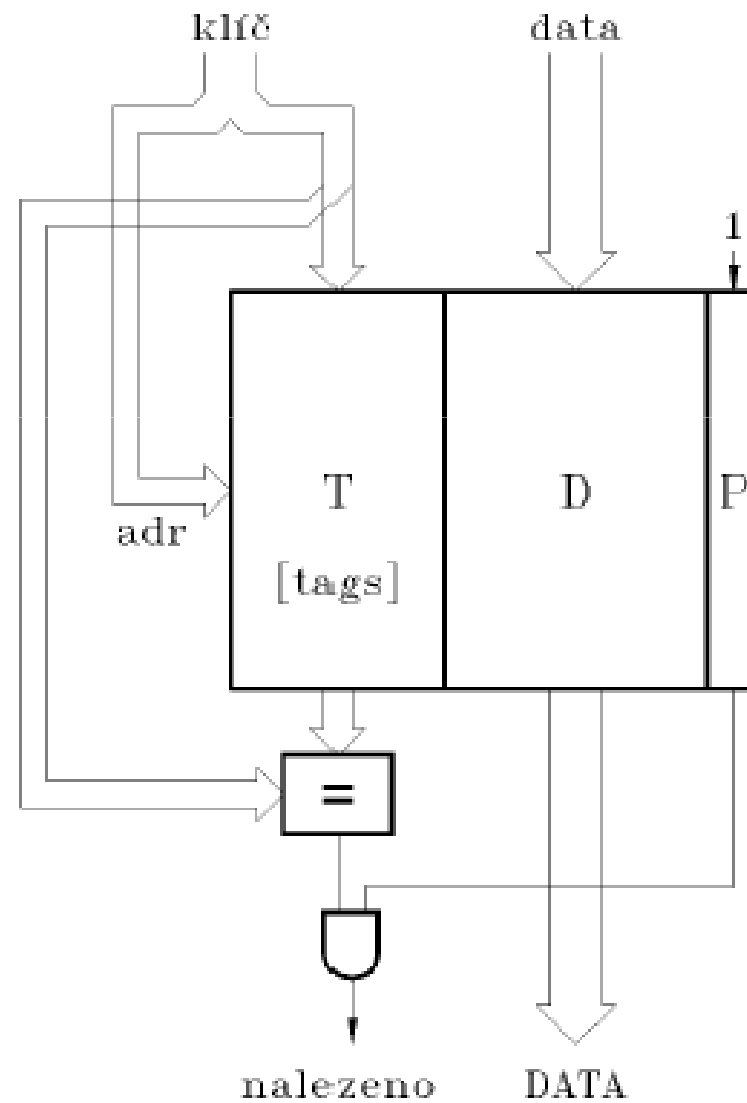 klíč data
1
T D P
adr
[tags]
=
nalezeno DATA